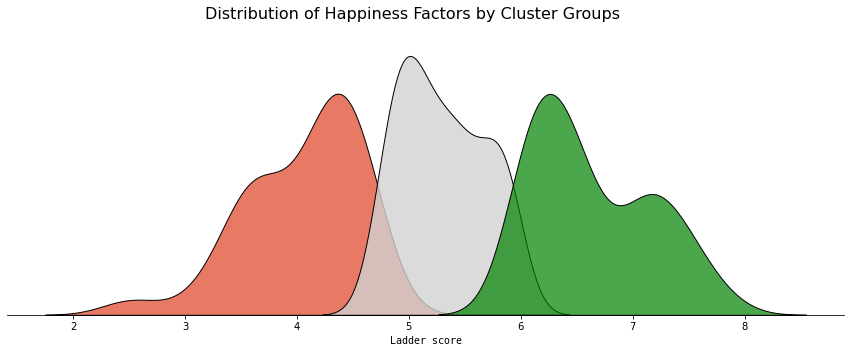 Distribution of Happiness Factors by Cluster Groups
2 3 4 5 6 7 8
Ladder score